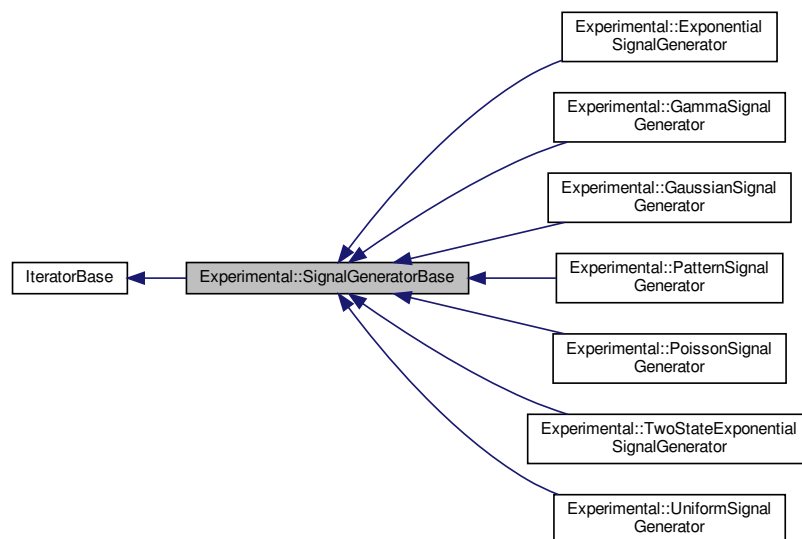 Experimental::Exponential
SignalGenerator
Experimental::GammaSignal
Generator
Experimental::GaussianSignal
Generator
IteratorBase
Experimental::SignalGeneratorBase
Experimental::PatternSignal
Generator
Experimental::PoissonSignal
Generator
Experimental::TwoStateExponential
SignalGenerator
Experimental::UniformSignal
Generator